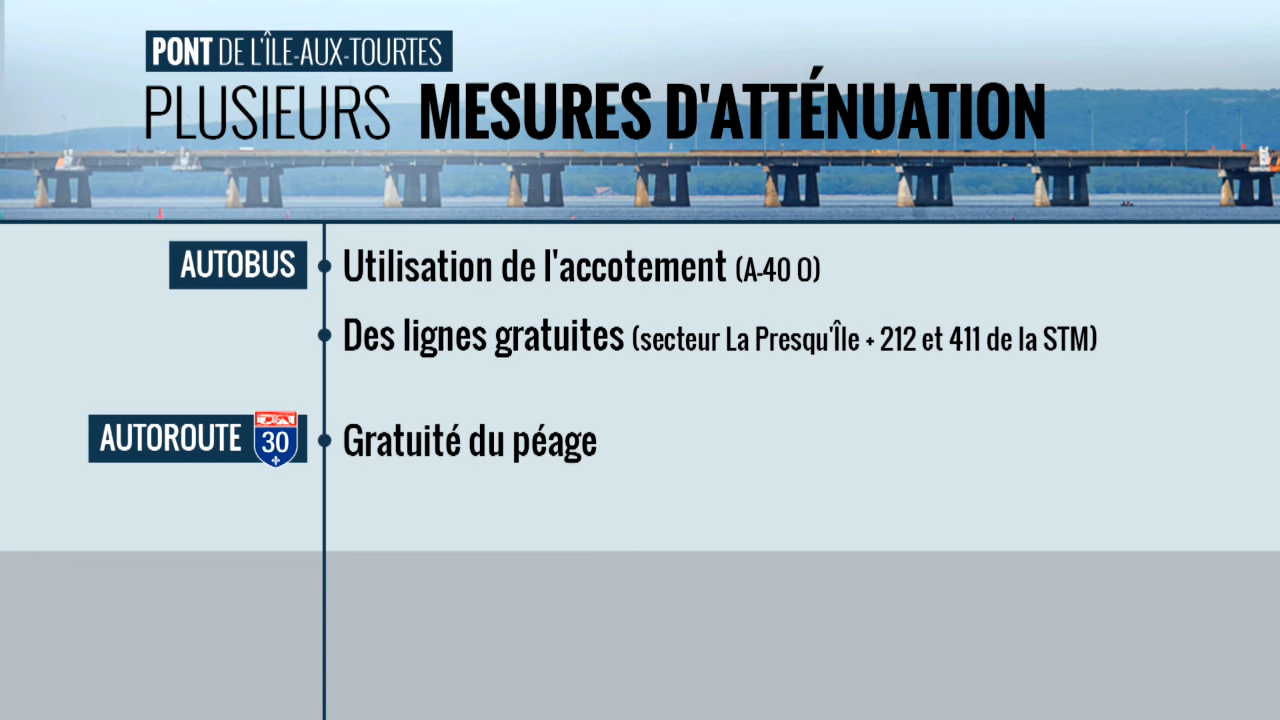 PONT DE L'ÎLE-AUX-TOURTES
PLUSIEURS MESURES D'ATTÉNUATION
AUTOBUS
Utilisation de l'accotement (A-40 O)
Des lignes gratuites (secteur La Presqu'Île + 212 et 411 de la STM)
AUTOROUTE 30
Gratuité du péage